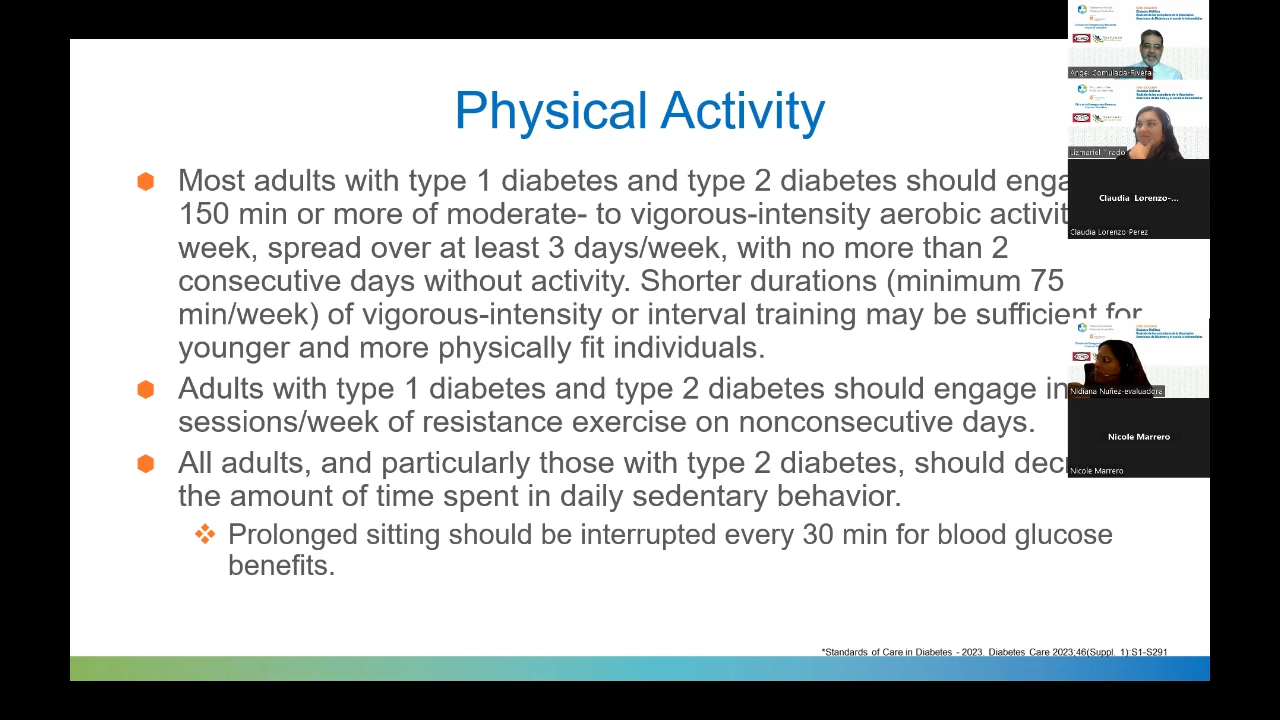 Physical Activity
Most adults with type 1 diabetes and type 2 diabetes should enga
150 min or more of moderate- to vigorous-intensity aerobic activit
week, spread over at least 3 days/week, with no more than 2
consecutive days without activity. Shorter durations (minimum 75
min/week) of vigorous-intensity or interval training may be sufficient for
younger and more physically fit individuals.
Adults with type 1 diabetes and type 2 diabetes should engage in
sessions/week of resistance exercise on nonconsecutive days.
All adults, and particularly those with type 2 diabetes, should decr
the amount of time spent in daily sedentary behavior.
Prolonged sitting should be interrupted every 30 min for blood glucose
benefits.
*Standards of Care in Diabetes - 2023. Diabetes Care 2023;46(Suppl. 1):S1-S291
Angel Comulada-Rivera
Lizmariel Tirado
Claudia Lorenzo-...
Claudia Lorenzo-Perez
Nidiana Nuñez-evaluadora
Nicole Marrero
Nicole Marrero